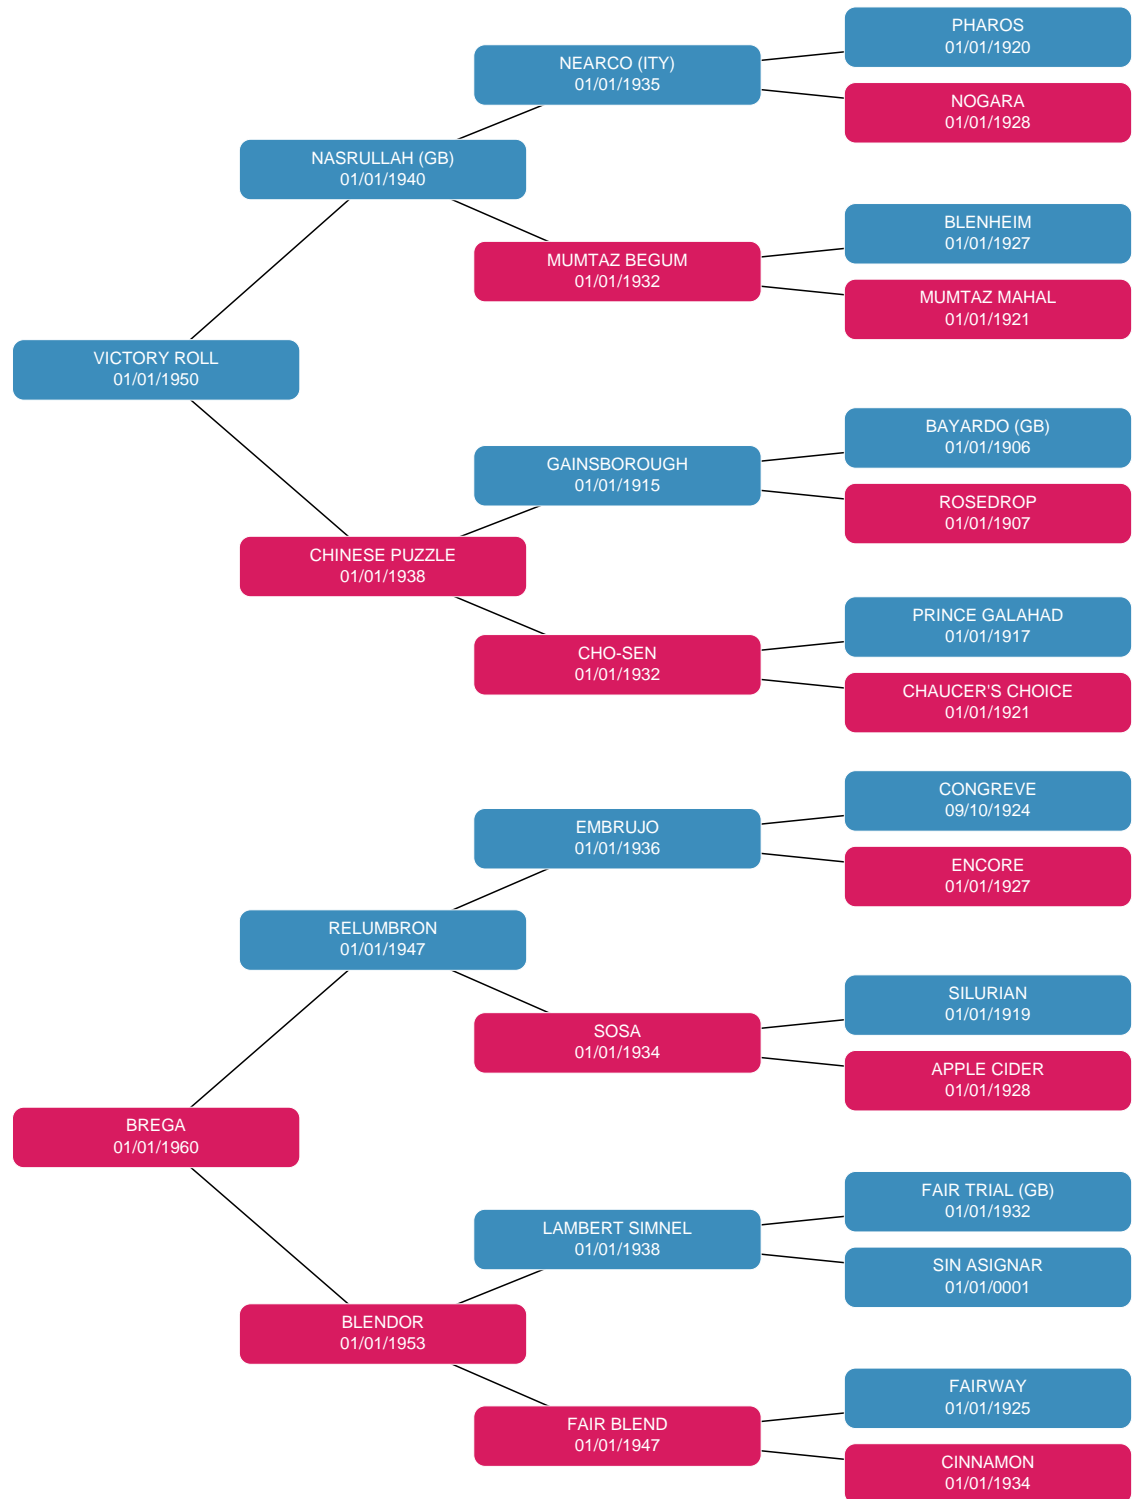 PHAROS
01/01/1920
NEARCO (ITY)
01/01/1935
NOGARA
01/01/1928
NASRULLAH (GB)
01/01/1940
BLENHEIM
01/01/1927
MUMTAZ BEGUM
01/01/1932
MUMTAZ MAHAL
01/01/1921
VICTORY ROLL
01/01/1950
BAYARDO (GB)
01/01/1906
GAINSBOROUGH
01/01/1915
ROSEDROP
01/01/1907
CHINESE PUZZLE
01/01/1938
PRINCE GALAHAD
01/01/1917
CHO-SEN
01/01/1932
CHAUCER'S CHOICE
01/01/1921
CONGREVE
09/10/1924
EMBRUJO
01/01/1936
ENCORE
01/01/1927
RELUMBRON
01/01/1947
SILURIAN
01/01/1919
SOSA
01/01/1934
APPLE CIDER
01/01/1928
BREGA
01/01/1960
FAIR TRIAL (GB)
01/01/1932
LAMBERT SIMNEL
01/01/1938
SIN ASIGNAR
01/01/0001
BLENDOR
01/01/1953
FAIRWAY
01/01/1925
FAIR BLEND
01/01/1947
CINNAMON
01/01/1934